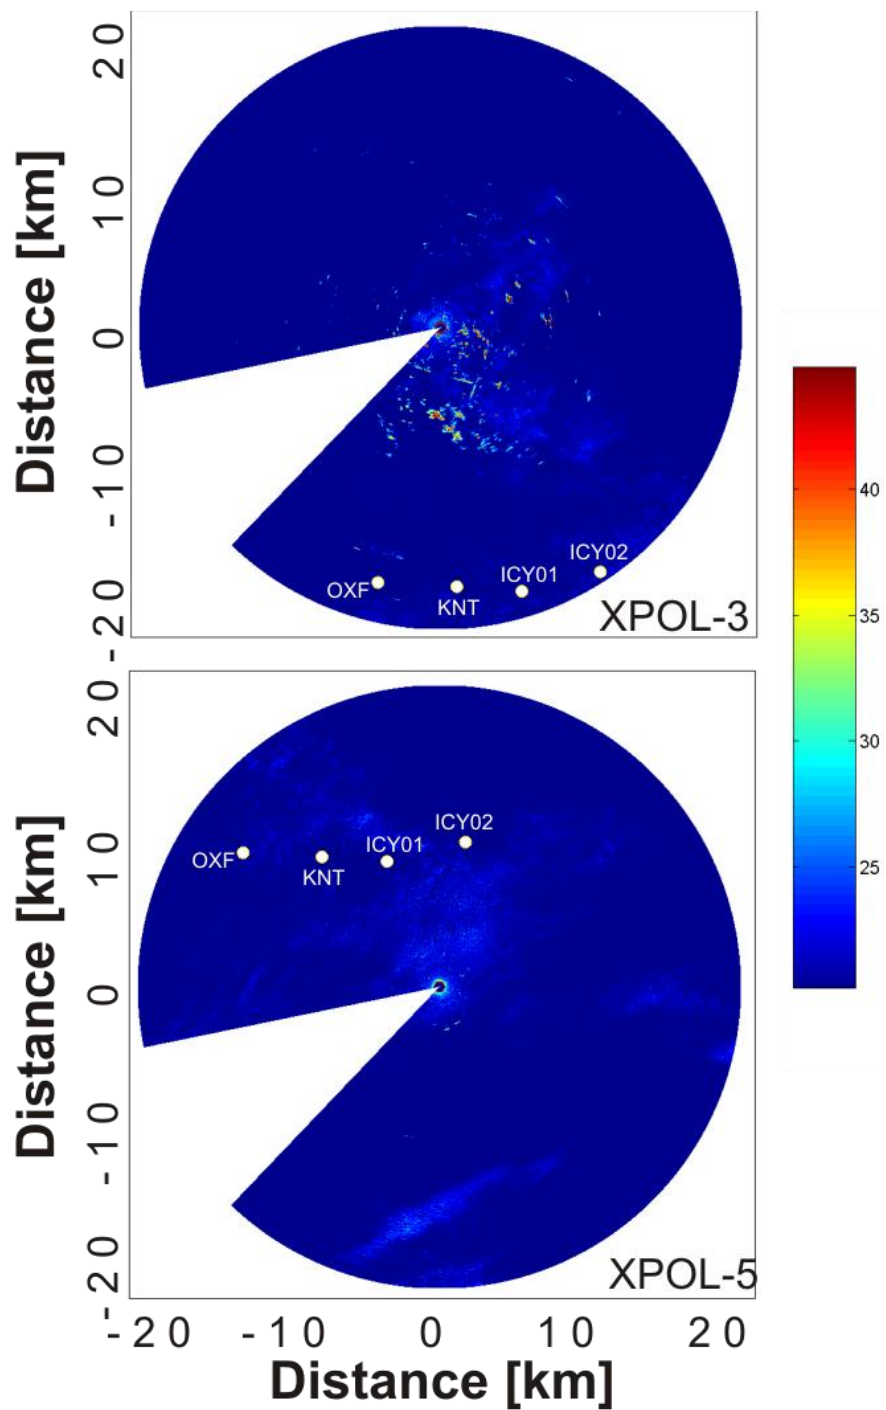 20
10
0
-10
-20
Distance [km]
OXF
KNT
ICY01
ICY02
XPOL-3
40
35
30
25
20
10
0
-10
-20
Distance [km]
OXF
KNT
ICY01
ICY02
XPOL-5
-20 -10 0 10 20
Distance [km]